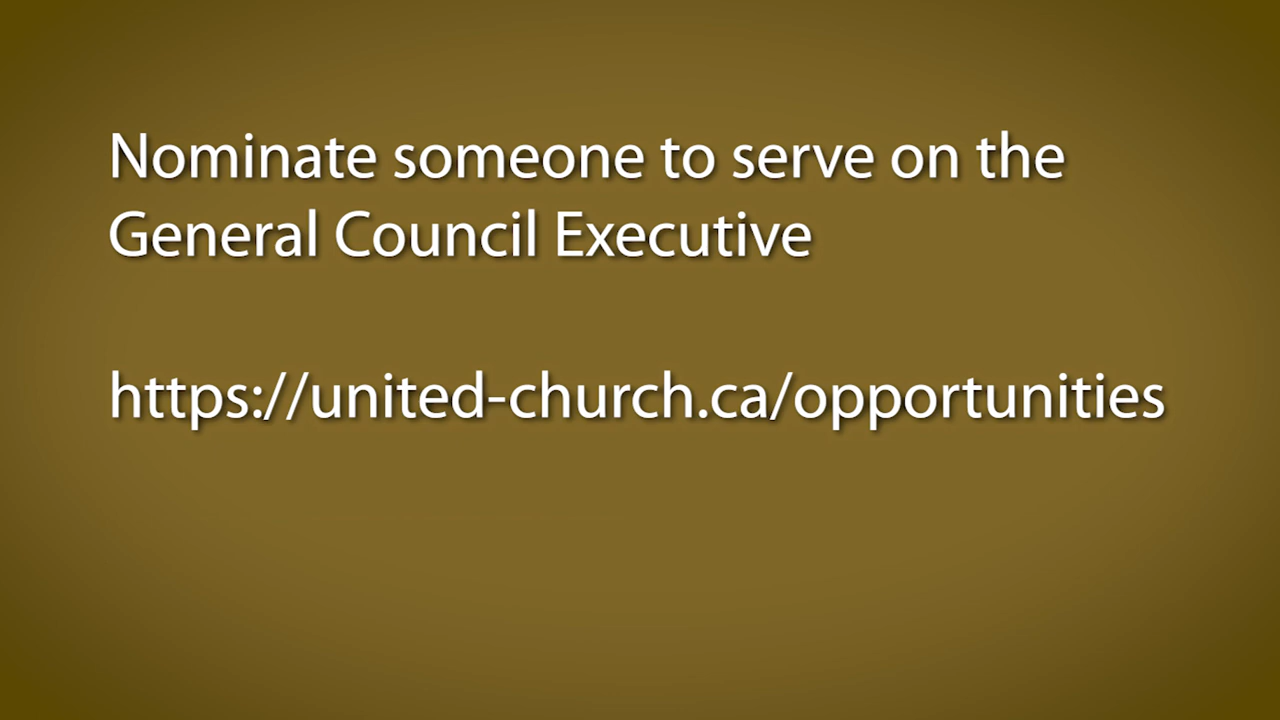 Nominate someone to serve on the
General Council Executive
https://united-church.ca/opportunities